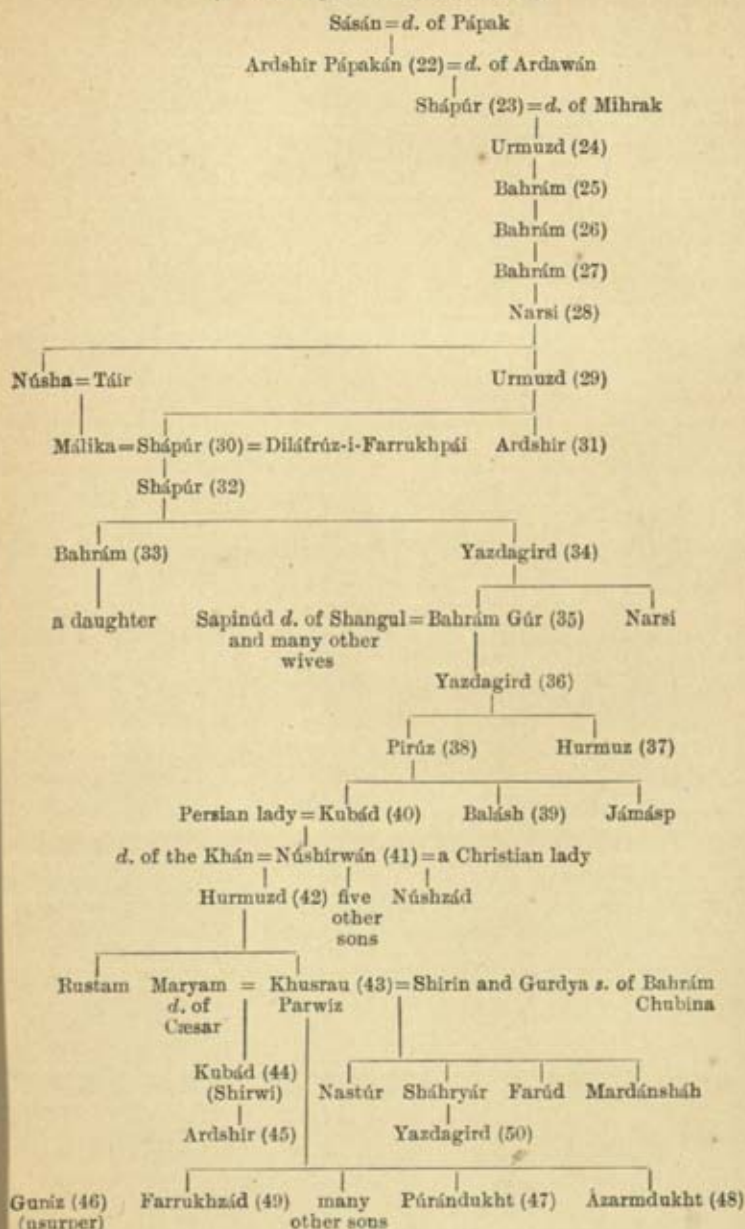 Sásán = d. of Pápak
Ardshir Pápakán (22) = d. of Ardawán
Shápúr (23) = d. of Mihrak
Urmuzd (24)
Bahrám (25)
Bahrám (26)
Bahrám (27)
Narsi (28)
Núsha = Táir Urmuzd (29)
Málika = Shápúr (30) = Diláfrúz-i-Farrukhpái Ardshir (31)
Shápúr (32)
Bahrám (33) Yazdagird (34)
a daughter Sapinúd d. of Shangul = Bahrám Gúr (35) Narsi
and many other
wives
Yazdagird (36)
Pirúz (38) Hurmuz (37)
Persian lady = Kubád (40) Balásh (39) Jámásp
d. of the Khán = Núshirwán (41) = a Christian lady
Hurmuzd (42) five Núshzád
other
sons
Rustam Maryam = Khusrau (43) = Shirin and Gurdya s. of Bahrám
d. of Parwiz Chubina
Cæsar
Kubád (44) Nastúr Sháhryár Farúd Mardánsháh
(Shirwi)
Ardshir (45) Yazdagird (50)
Guráz (46) Farrukhzád (49) many Púrándukht (47) Ázarmdukht (48)
(usurper) other sons